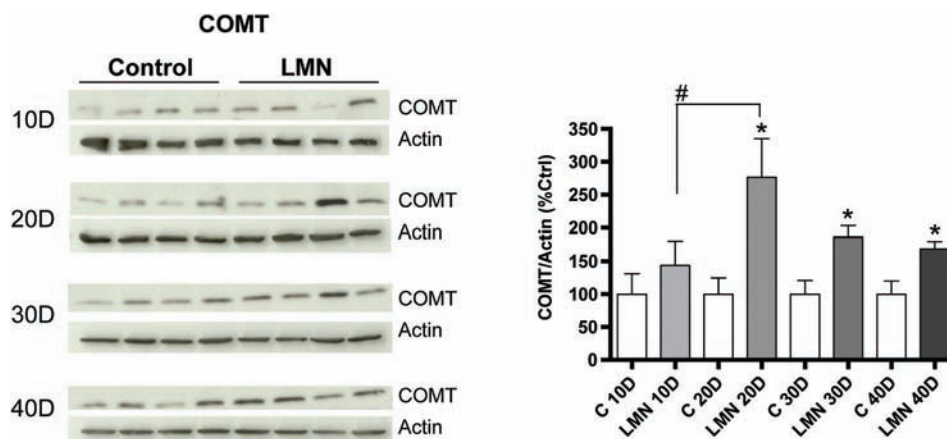 COMT
Control LMN
10D
COMT
Actin
20D
COMT
Actin
30D
COMT
Actin
40D
COMT
Actin
COMT/Actin (%Ctrl)
350
300
250
200
150
100
50
0
#
*
*
*
C 10D
LMN 10D
C 20D
LMN 20D
C 30D
LMN 30D
C 40D
LMN 40D